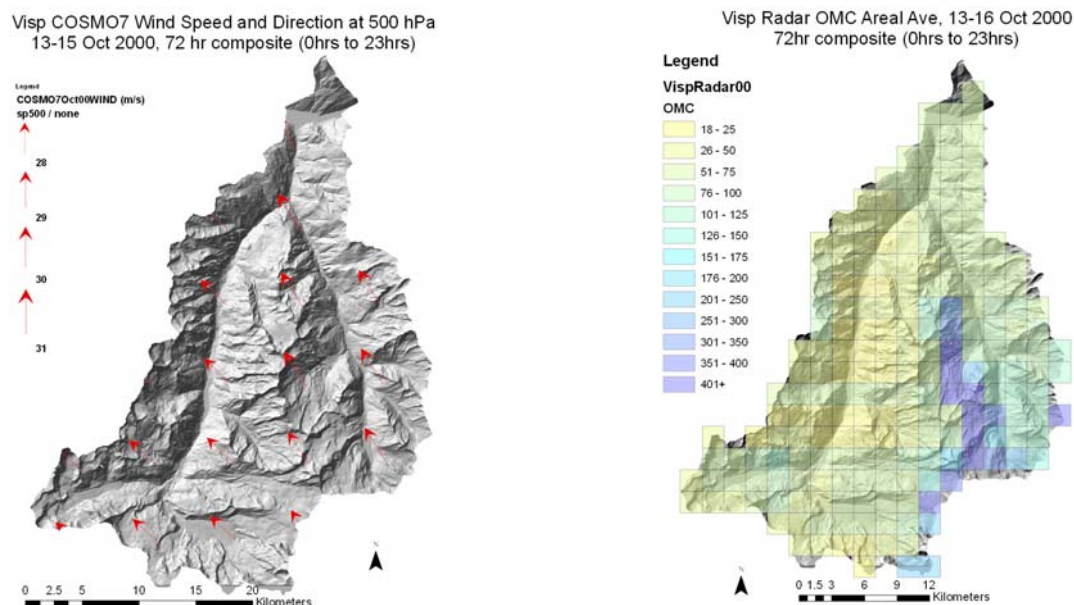 Visp COSMO7 Wind Speed and Direction at 500 hPa
13-15 Oct 2000, 72 hr composite (0hrs to 23hrs)
Legend
COSMO7Oct00WIND (m/s)
sp500 / none
28
29
30
31
N
0 2.5 5 10 15 20
Kilometers
Visp Radar OMC Areal Ave, 13-16 Oct 2000
72hr composite (0hrs to 23hrs)
Legend
VispRadar00
OMC
18 - 25
26 - 50
51 - 75
76 - 100
101 - 125
126 - 150
151 - 175
176 - 200
201 - 250
251 - 300
301 - 350
351 - 400
401+
N
0 1.5 3 6 9 12
Kilometers